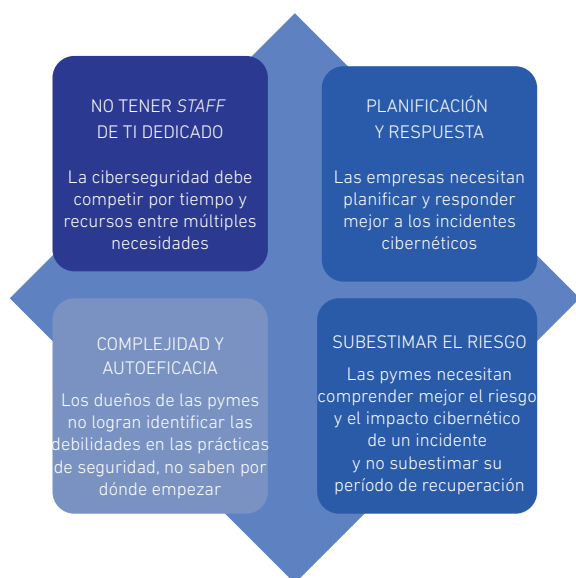 NO TENER STAFF
DE TI DEDICADO
La ciberseguridad debe
competir por tiempo y
recursos entre múltiples
necesidades
PLANIFICACIÓN
Y RESPUESTA
Las empresas necesitan
planificar y responder
mejor a los incidentes
cibernéticos
COMPLEJIDAD Y
AUTOEFICACIA
Los dueños de las pymes
no logran identificar las
debilidades en las prácticas
de seguridad, no saben por
dónde empezar
SUBESTIMAR EL RIESGO
Las pymes necesitan
comprender mejor el riesgo
y el impacto cibernético
de un incidente
y no subestimar su
período de recuperación